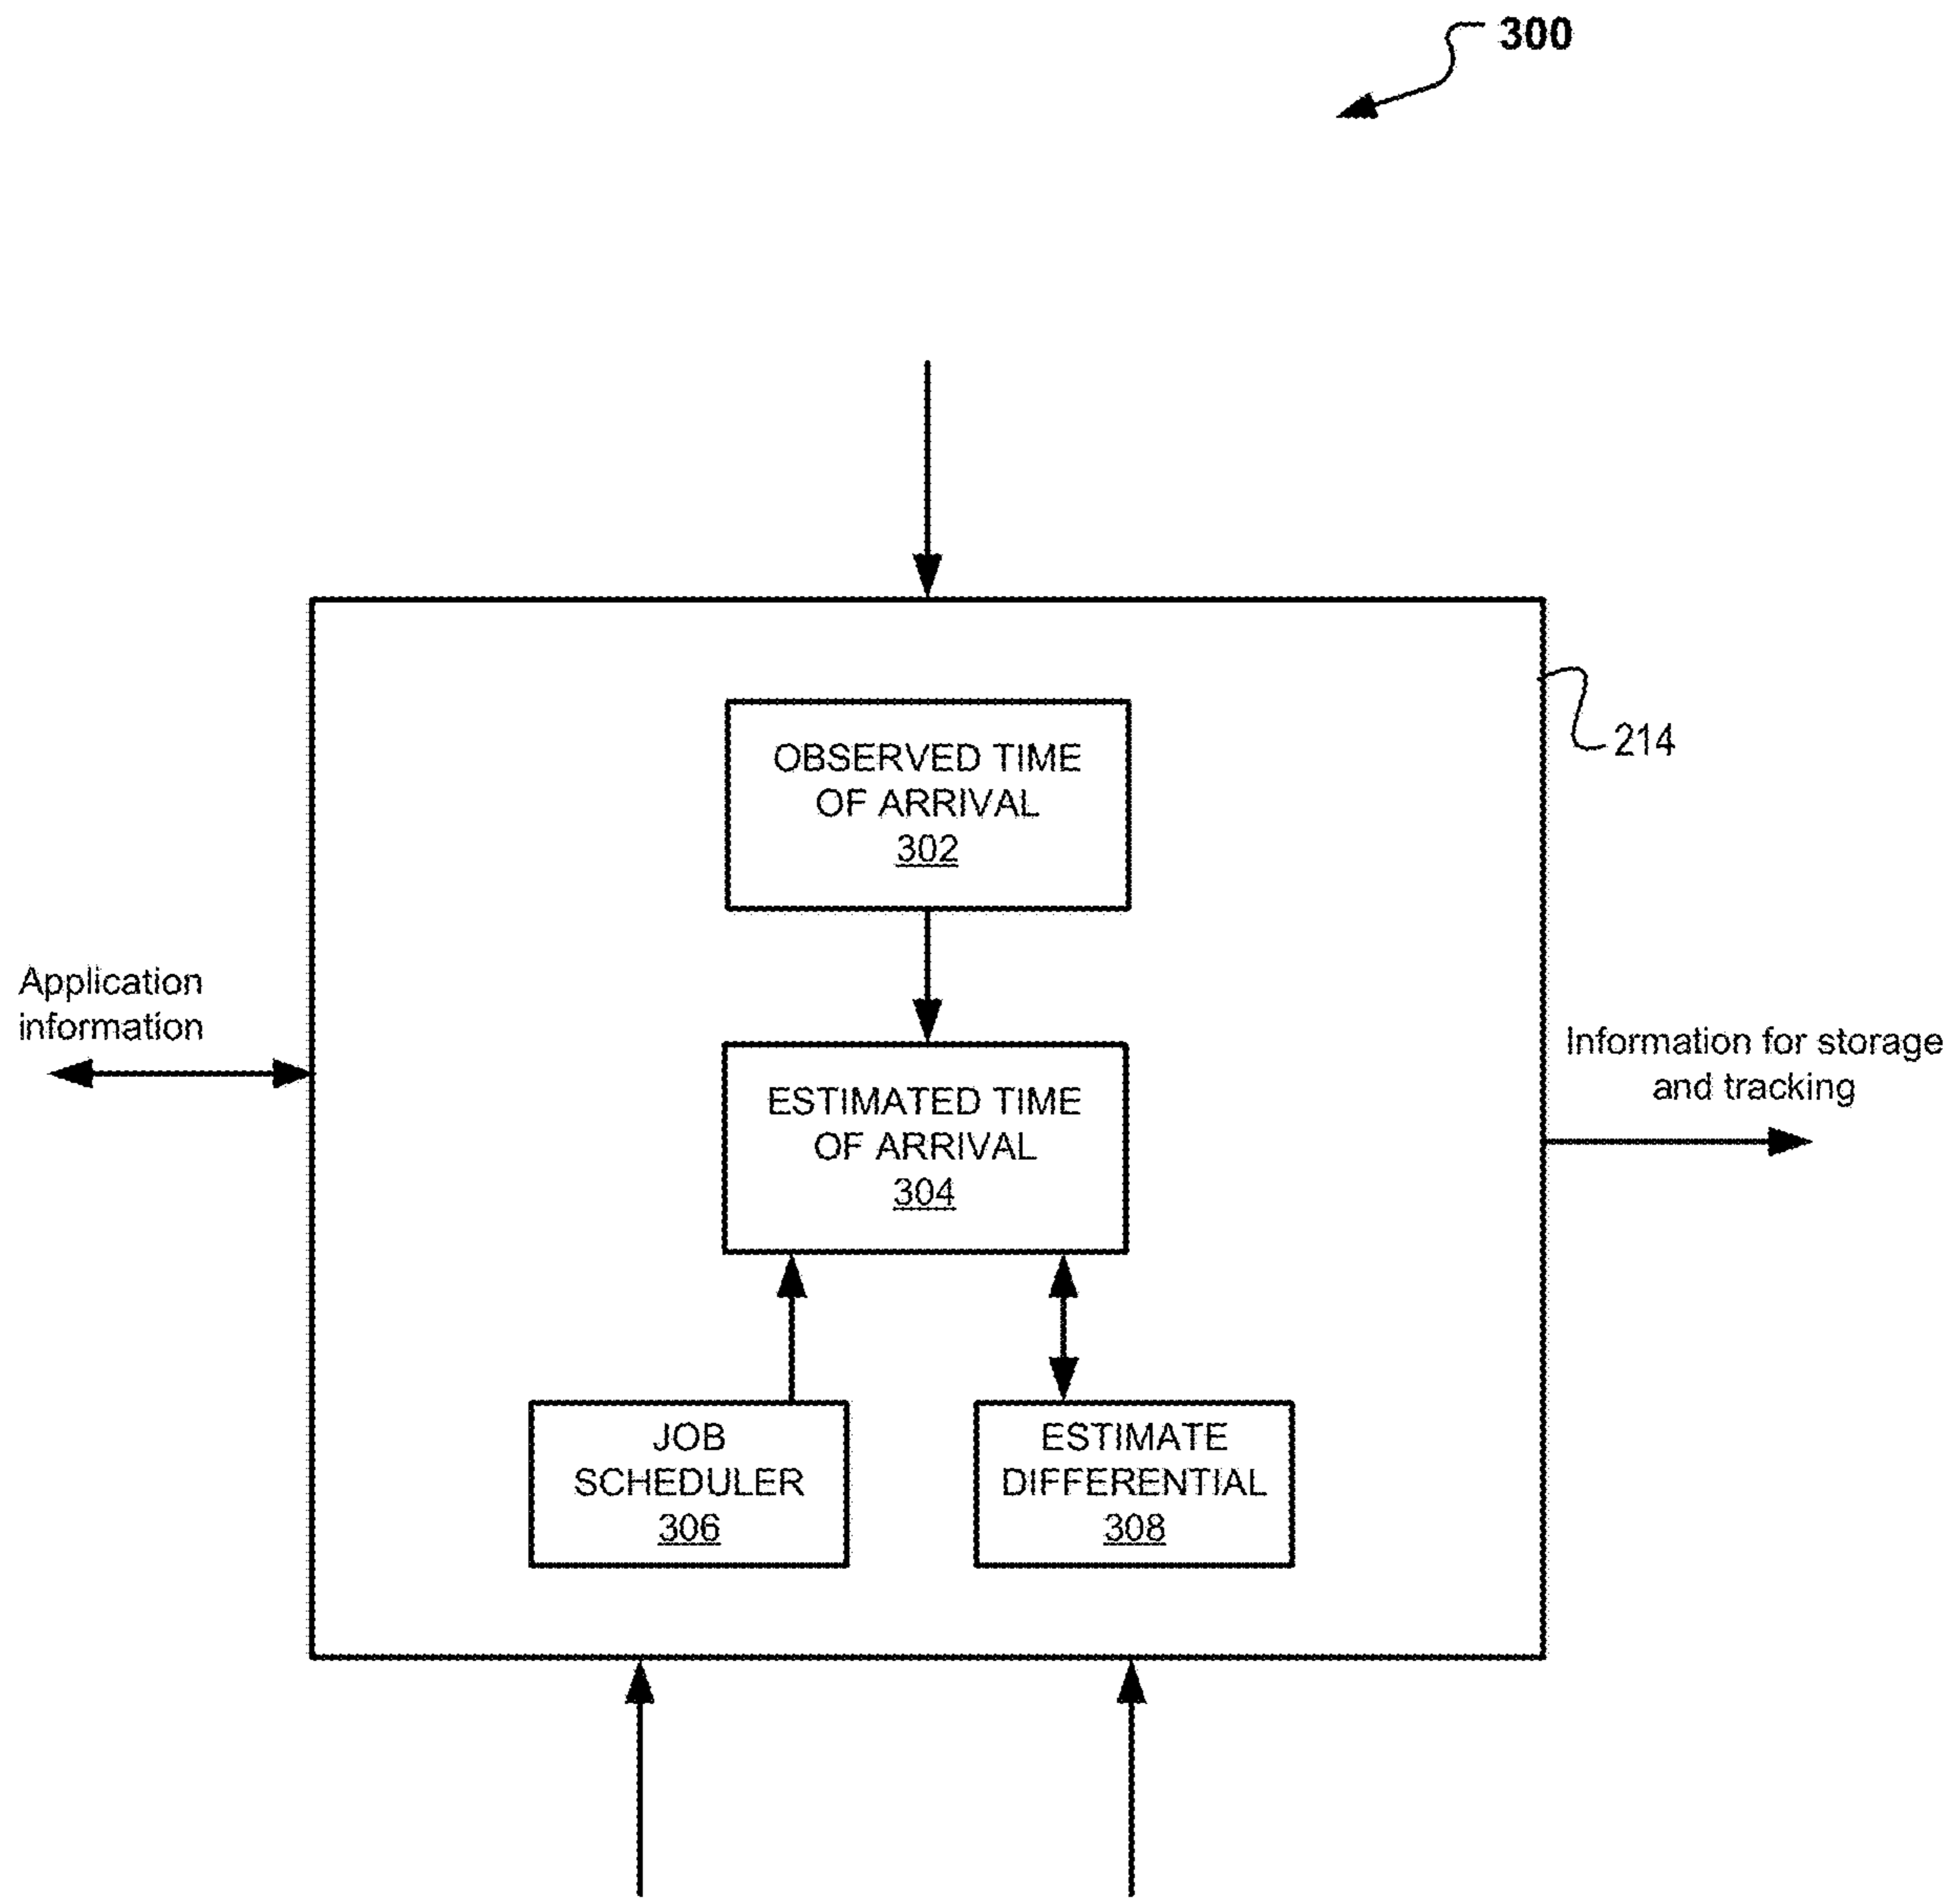 300
OBSERVED TIME
OF ARRIVAL
302
214
Application
information
Information for storage
and tracking
ESTIMATED TIME
OF ARRIVAL
304
JOB
SCHEDULER
306
ESTIMATE
DIFFERENTIAL
308